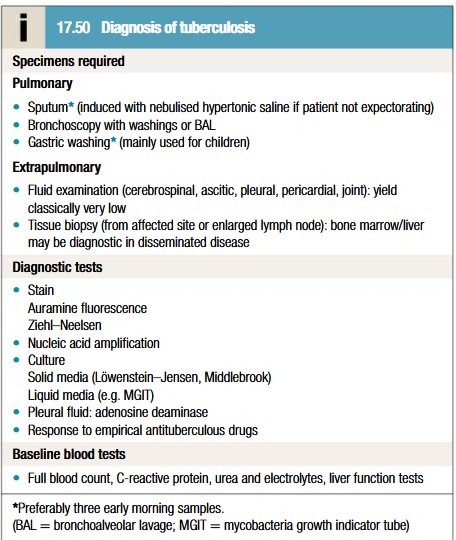 i 17.50 Diagnosis of tuberculosis
Specimens required
Pulmonary
• Sputum* (induced with nebulised hypertonic saline if patient not expectorating)
• Bronchoscopy with washings or BAL
• Gastric washing* (mainly used for children)
Extrapulmonary
• Fluid examination (cerebrospinal, ascitic, pleural, pericardial, joint): yield
classically very low
• Tissue biopsy (from affected site or enlarged lymph node): bone marrow/liver
may be diagnostic in disseminated disease
Diagnostic tests
• Stain
Auramine fluorescence
Ziehl–Neelsen
• Nucleic acid amplification
• Culture
Solid media (Löwenstein–Jensen, Middlebrook)
Liquid media (e.g. MGIT)
• Pleural fluid: adenosine deaminase
• Response to empirical antituberculous drugs
Baseline blood tests
• Full blood count, C-reactive protein, urea and electrolytes, liver function tests
*Preferably three early morning samples.
(BAL = bronchoalveolar lavage; MGIT = mycobacteria growth indicator tube)